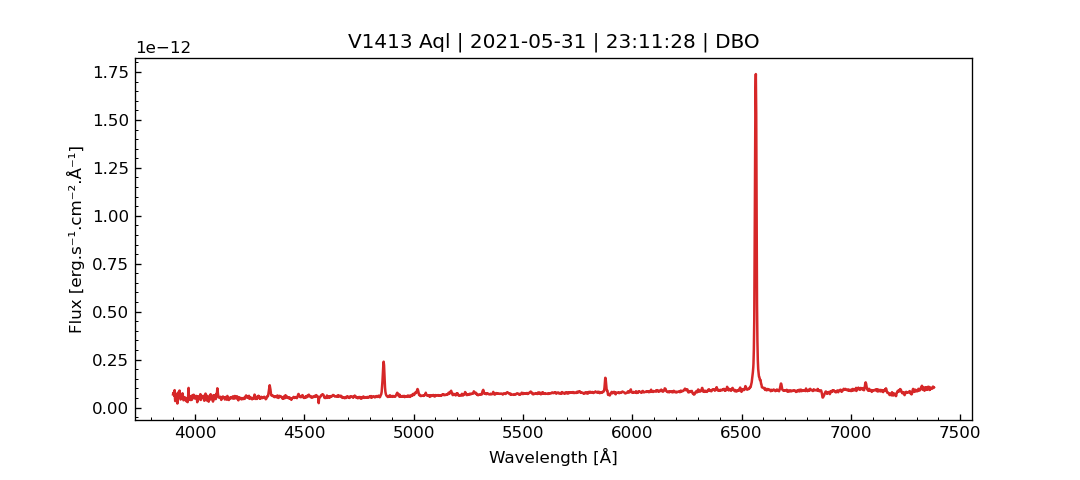 V1413 Aql | 2021-05-31 | 23:11:28 | DBO
1e−12
1.75
1.50
1.25
1.00
0.75
0.50
0.25
0.00
Flux [erg.s⁻¹.cm⁻².Å⁻¹]
4000 4500 5000 5500 6000 6500 7000 7500
Wavelength [Å]